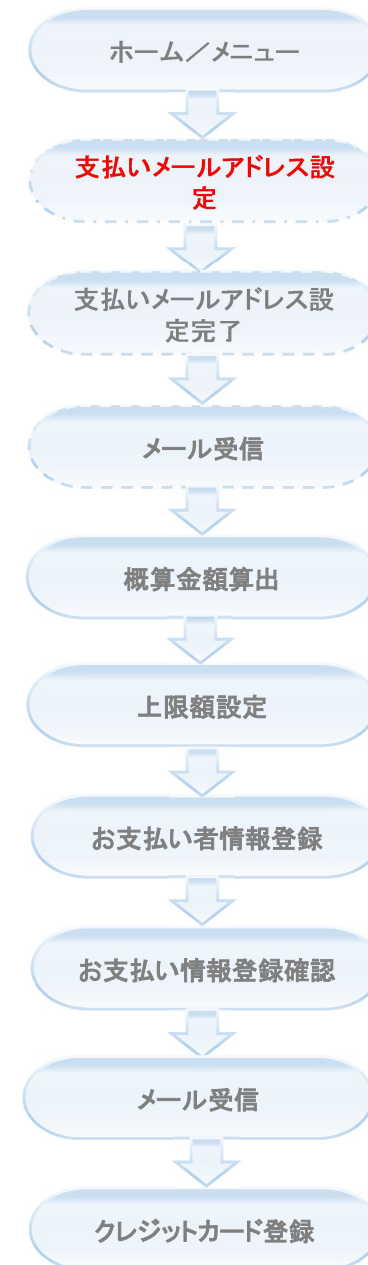 ホーム／メニュー
支払いメールアドレス設
定
支払いメールアドレス設
定完了
メール受信
概算金額算出
上限額設定
お支払い者情報登録
お支払い情報登録確認
メール受信
クレジットカード登録